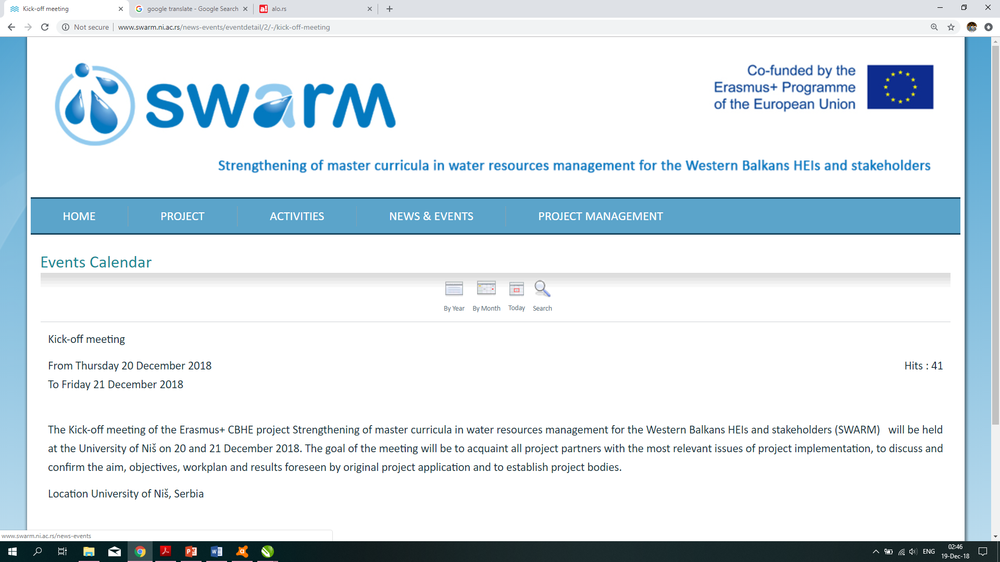 Kick-off meeting
google translate - Google Search
a!
alo.rs
Not secure
www.swarm.ni.ac.rs/news-events/eventdetail/2/-/kick-off-meeting
swarm
Co-funded by the
Erasmus+ Programme
of the European Union
Strengthening of master curricula in water resources management for the Western Balkans HEIs and stakeholders
HOME
PROJECT
ACTIVITIES
NEWS & EVENTS
PROJECT MANAGEMENT
Events Calendar
By Year
By Month
Today
Search
Kick-off meeting
From Thursday 20 December 2018
Hits : 41
To Friday 21 December 2018
The Kick-off meeting of the Erasmus+ CBHE project Strengthening of master curricula in water resources management for the Western Balkans HEIs and stakeholders (SWARM) will be held
at the University of Niš on 20 and 21 December 2018. The goal of the meeting will be to acquaint all project partners with the most relevant issues of project implementation, to discuss and
confirm the aim, objectives, workplan and results foreseen by original project application and to establish project bodies.
Location University of Niš, Serbia
www.swarm.ni.ac.rs/news-events
ENG
02:46
19-Dec-18